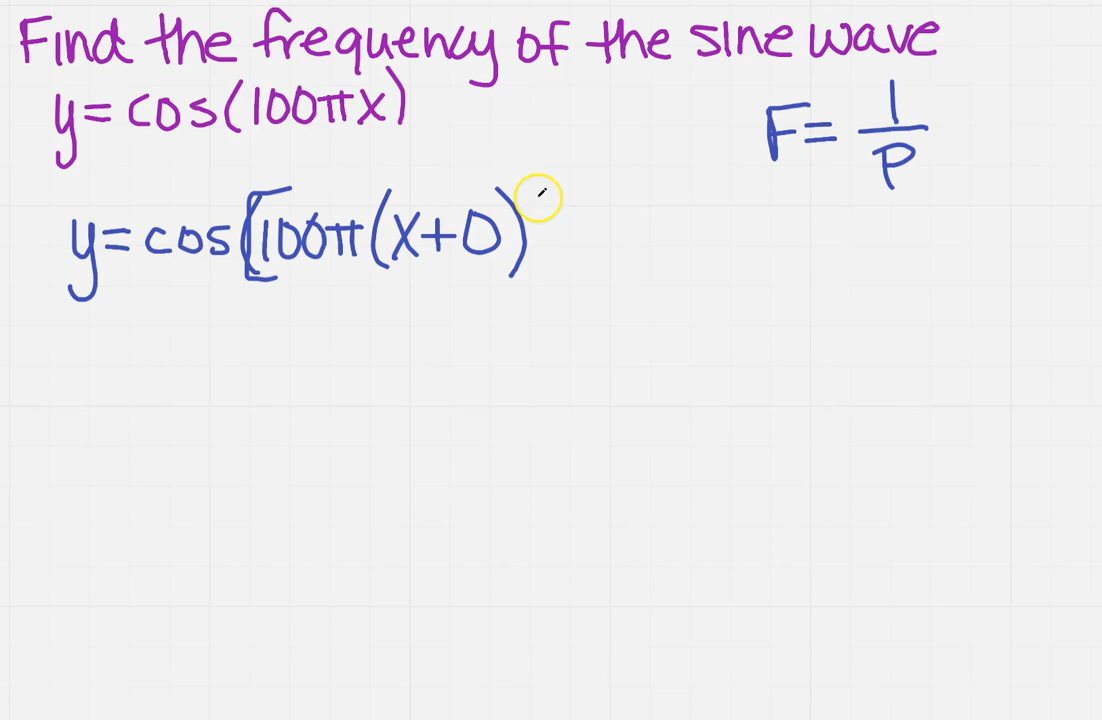 Find the frequency of the sine wave
y = cos(100πx)
F = 1/P
y = cos[100π(x+0)